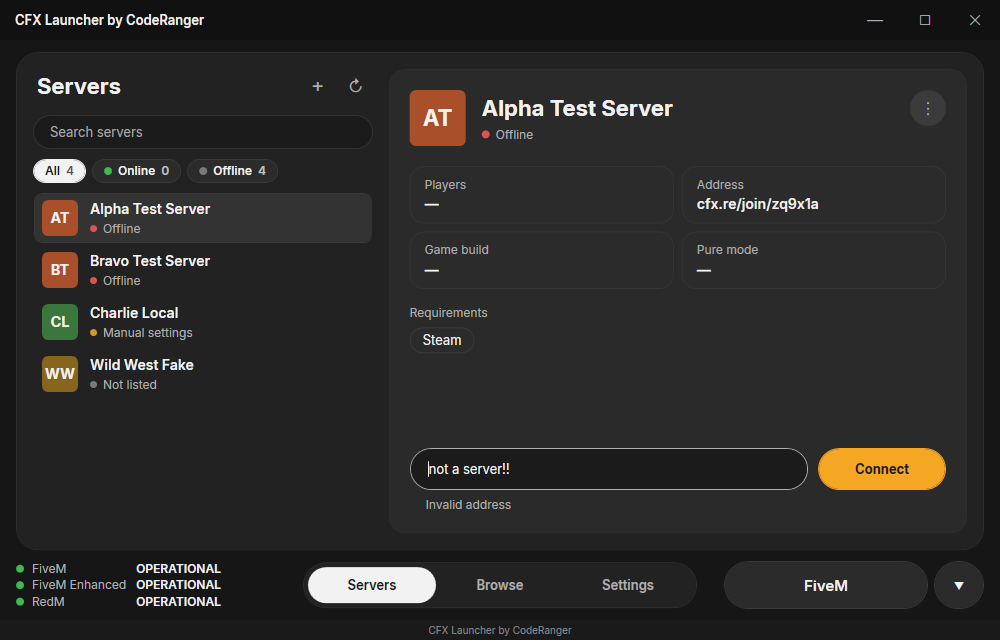 CFX Launcher by CodeRanger
Servers
Search servers
All 4 Online 0 Offline 4
AT Alpha Test Server
Offline
BT Bravo Test Server
Offline
CL Charlie Local
Manual settings
WW Wild West Fake
Not listed
AT Alpha Test Server
Offline
Players
—
Address
cfx.re/join/zq9x1a
Game build
—
Pure mode
—
Requirements
Steam
not a server!! Connect
Invalid address
FiveM OPERATIONAL
FiveM Enhanced OPERATIONAL
RedM OPERATIONAL
Servers Browse Settings
FiveM
CFX Launcher by CodeRanger